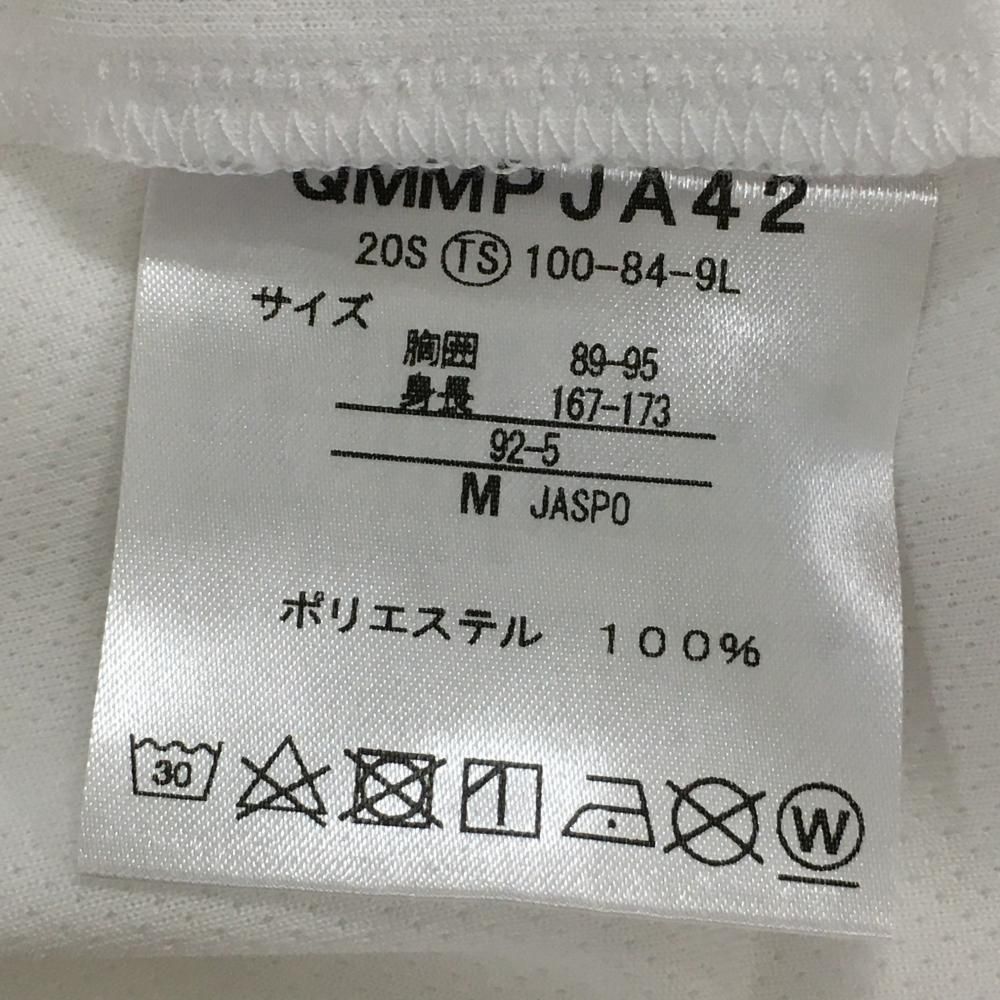 QMMPJA42
20S TS 100-84-9L
サイズ
胸囲 89-95
身長 167-173
92-5
M JASPO
ポリエステル 100%
30
W